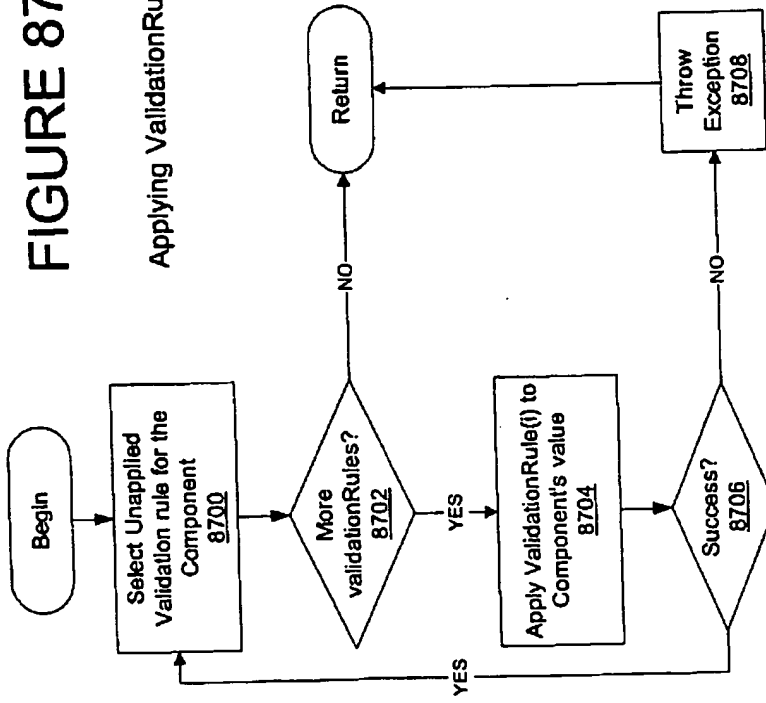 FIGURE 87
Applying ValidationRu
Begin
Select Unapplied
Validation rule for the
Component
8700
More
validationRules?
8702
NO
Return
YES
Apply ValidationRule(i) to
Component's value
8704
Success?
8706
YES
NO
Throw
Exception
8708